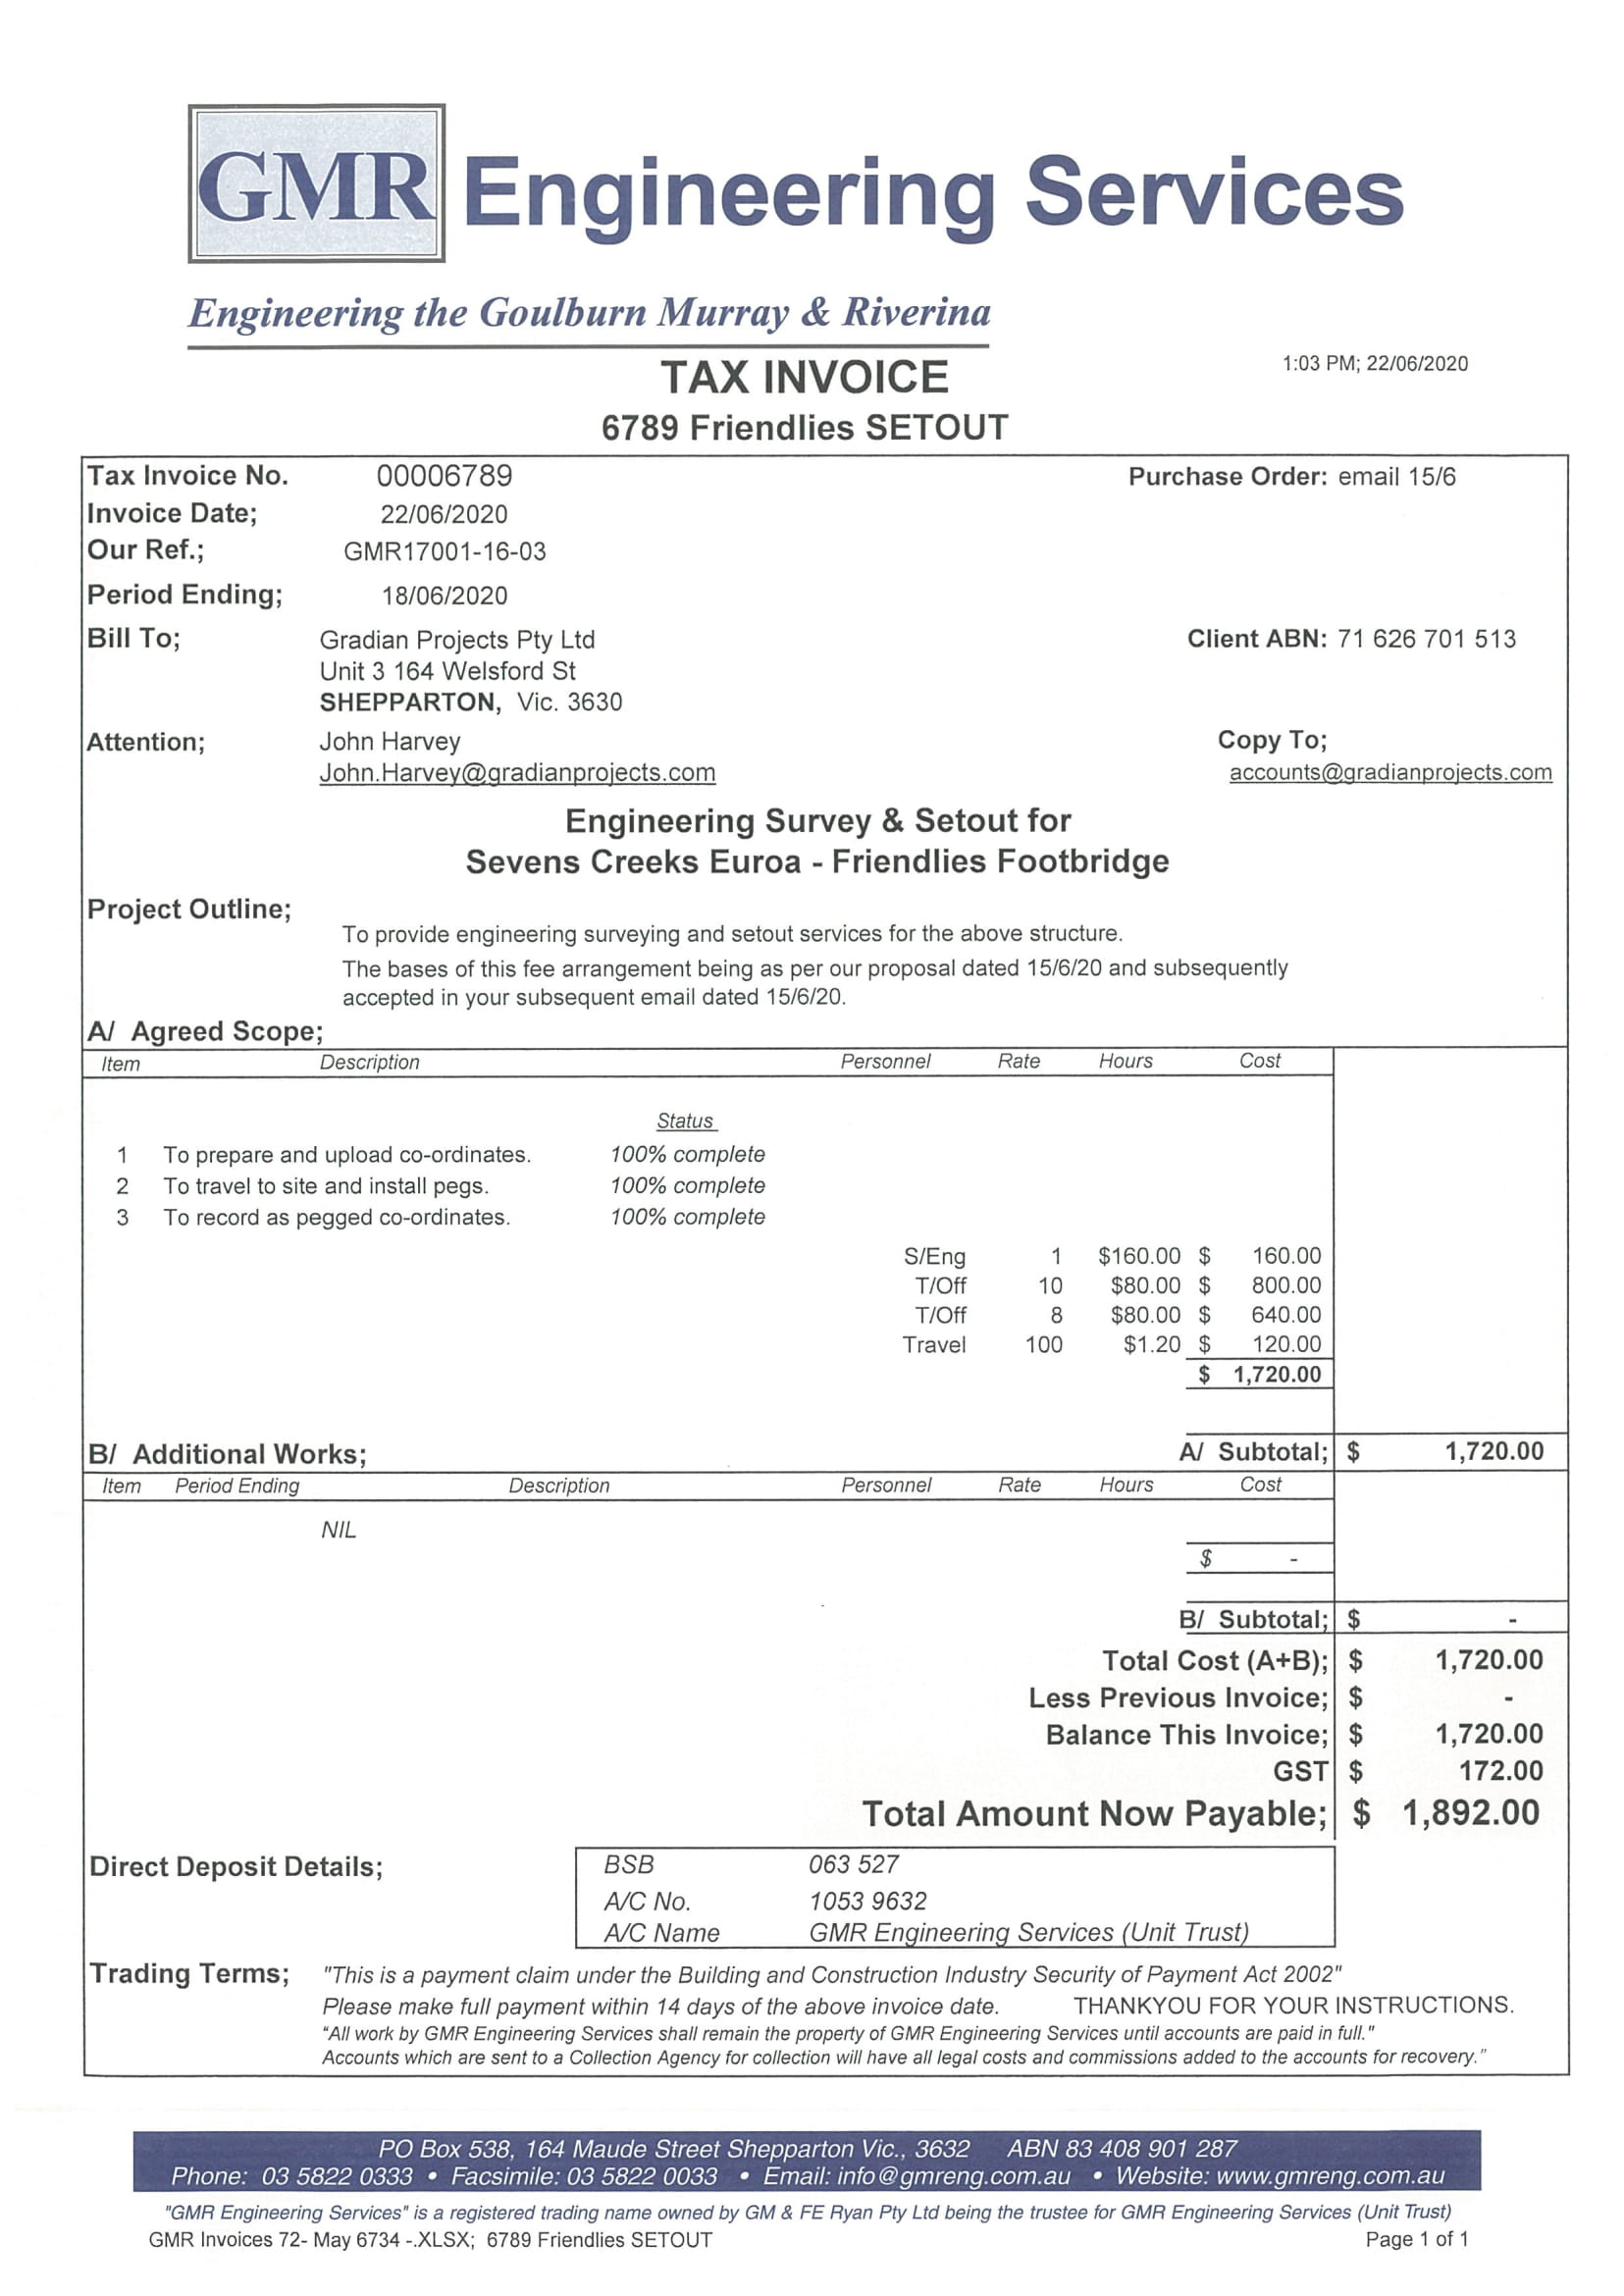 GMR Engineering Services
Engineering the Goulburn Murray & Riverina
TAX INVOICE 1:03 PM; 22/06/2020
6789 Friendlies SETOUT
Tax Invoice No. 00006789 Purchase Order: email 15/6
Invoice Date; 22/06/2020
Our Ref.; GMR17001-16-03
Period Ending; 18/06/2020
Bill To; Gradian Projects Pty Ltd Client ABN: 71 626 701 513
Unit 3 164 Welsford St
SHEPPARTON, Vic. 3630
Attention; John Harvey Copy To;
John.Harvey@gradianprojects.com accounts@gradianprojects.com
Engineering Survey & Setout for
Sevens Creeks Euroa - Friendlies Footbridge
Project Outline;
To provide engineering surveying and setout services for the above structure.
The bases of this fee arrangement being as per our proposal dated 15/6/20 and subsequently
accepted in your subsequent email dated 15/6/20.
A/ Agreed Scope;
Item Description Personnel Rate Hours Cost
Status
1 To prepare and upload co-ordinates. 100% complete
2 To travel to site and install pegs. 100% complete
3 To record as pegged co-ordinates. 100% complete
S/Eng 1 $160.00 $ 160.00
T/Off 10 $80.00 $ 800.00
T/Off 8 $80.00 $ 640.00
Travel 100 $1.20 $ 120.00
$ 1,720.00
B/ Additional Works; A/ Subtotal; $ 1,720.00
Item Period Ending Description Personnel Rate Hours Cost
NIL
$ -
B/ Subtotal; $ -
Total Cost (A+B); $ 1,720.00
Less Previous Invoice; $ -
Balance This Invoice; $ 1,720.00
GST $ 172.00
Total Amount Now Payable; $ 1,892.00
Direct Deposit Details; BSB 063 527
A/C No. 1053 9632
A/C Name GMR Engineering Services (Unit Trust)
Trading Terms; "This is a payment claim under the Building and Construction Industry Security of Payment Act 2002"
Please make full payment within 14 days of the above invoice date. THANKYOU FOR YOUR INSTRUCTIONS.
"All work by GMR Engineering Services shall remain the property of GMR Engineering Services until accounts are paid in full."
Accounts which are sent to a Collection Agency for collection will have all legal costs and commissions added to the accounts for recovery."
PO Box 538, 164 Maude Street Shepparton Vic., 3632 ABN 83 408 901 287
Phone: 03 5822 0333 • Facsimile: 03 5822 0033 • Email: info@gmreng.com.au • Website: www.gmreng.com.au
"GMR Engineering Services" is a registered trading name owned by GM & FE Ryan Pty Ltd being the trustee for GMR Engineering Services (Unit Trust)
GMR Invoices 72- May 6734 -.XLSX; 6789 Friendlies SETOUT Page 1 of 1